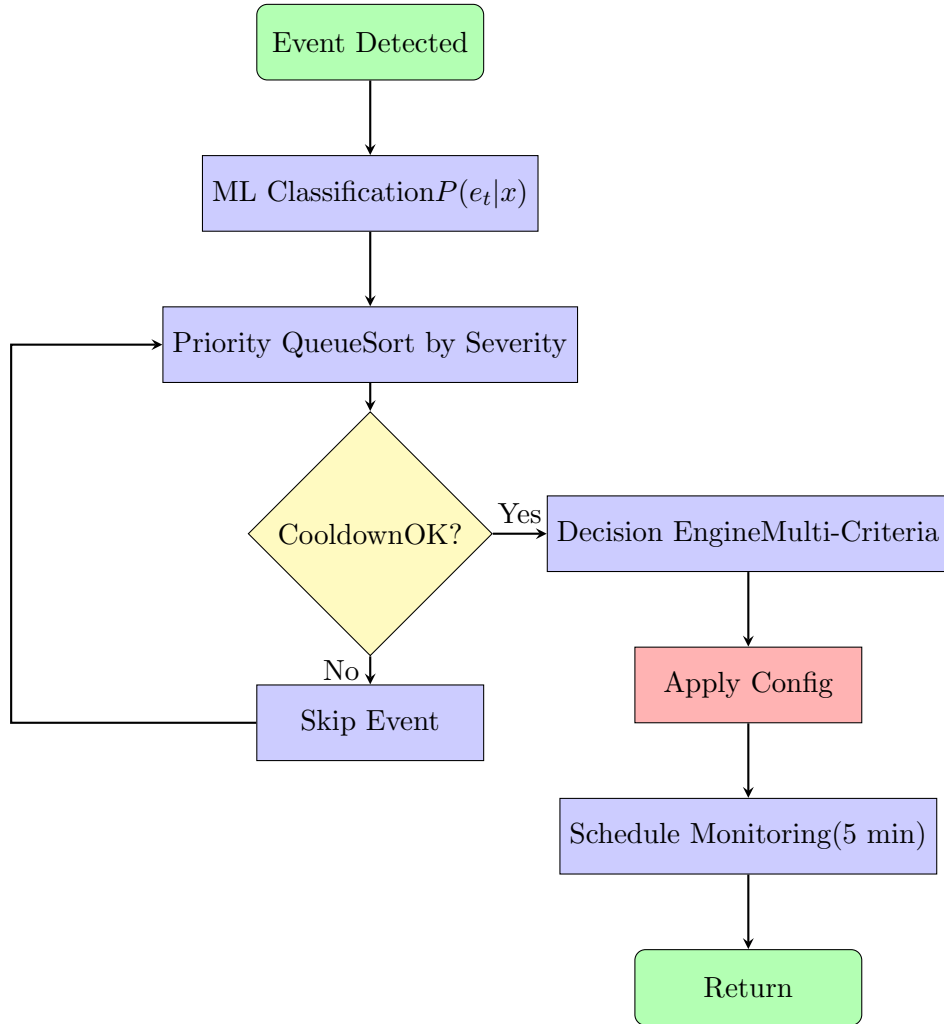 Event Detected
ML Classification$P(e_t|x)$
Priority QueueSort by Severity
CooldownOK?
Yes
Decision EngineMulti-Criteria
No
Skip Event
Apply Config
Schedule Monitoring(5 min)
Return